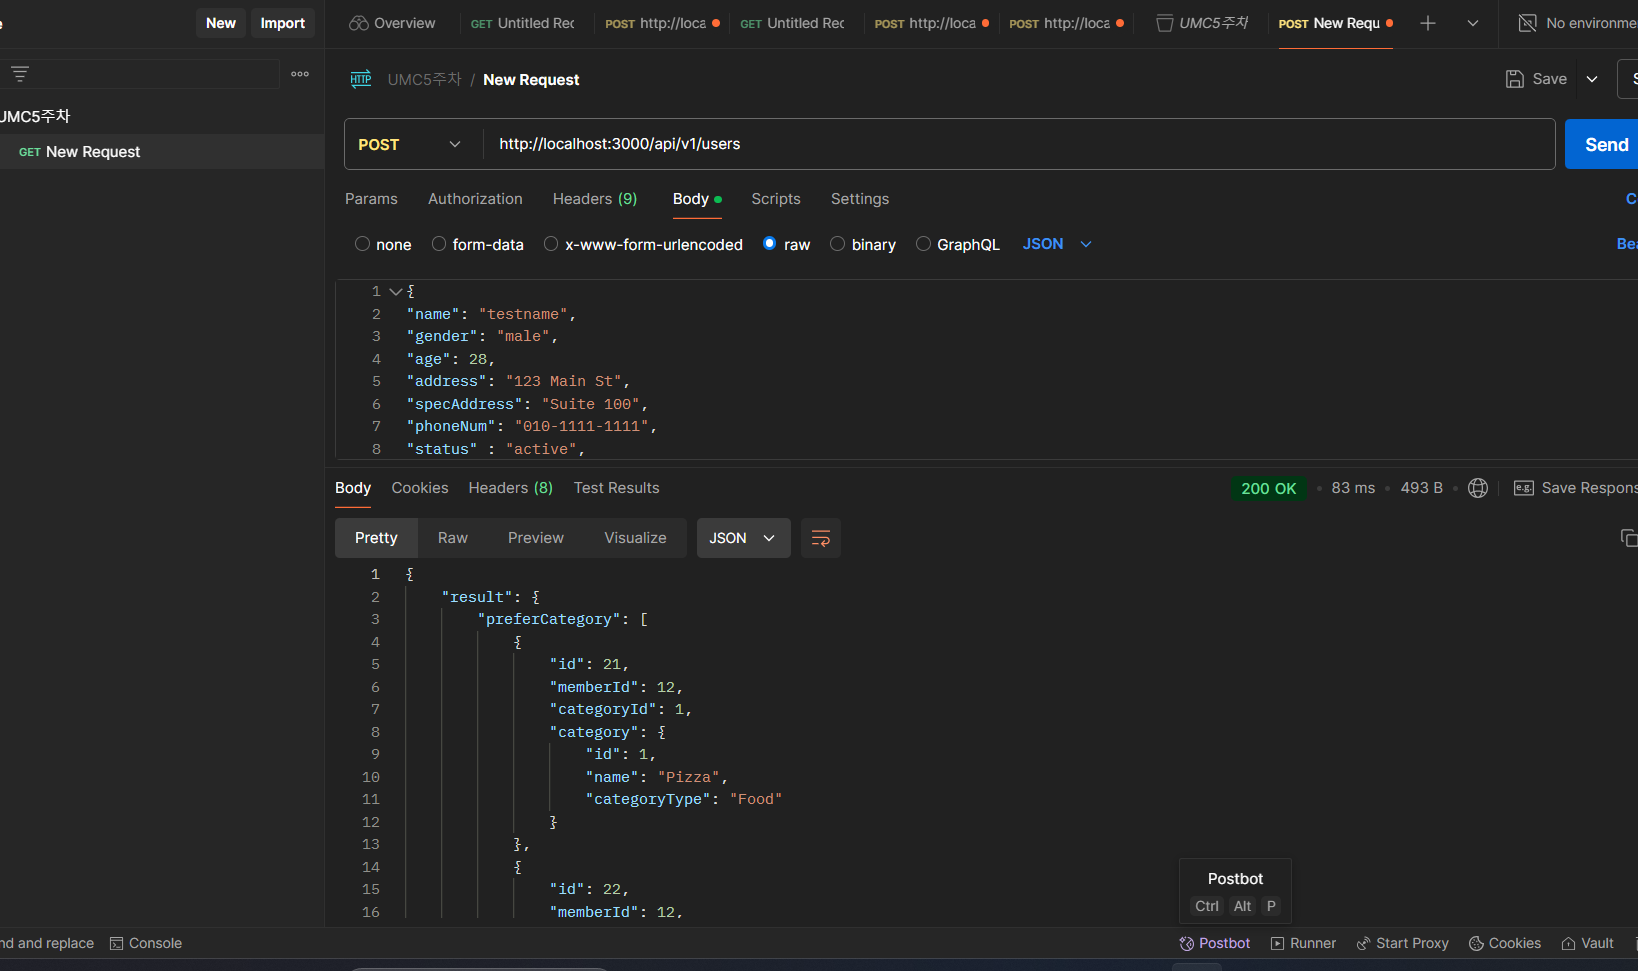 New Import
Overview GET Untitled Rec POST http://loca GET Untitled Rec POST http://loca POST http://loca UMC5주차 POST New Requ No environme
UMC5주차 / New Request Save
UMC5주차
GET New Request
POST http://localhost:3000/api/v1/users Send
Params Authorization Headers (9) Body Scripts Settings C
none form-data x-www-form-urlencoded raw binary GraphQL JSON Bea
1 {
2 "name": "testname",
3 "gender": "male",
4 "age": 28,
5 "address": "123 Main St",
6 "specAddress": "Suite 100",
7 "phoneNum": "010-1111-1111",
8 "status" : "active",
Body Cookies Headers (8) Test Results 200 OK 83 ms 493 B e.g. Save Respons
Pretty Raw Preview Visualize JSON
1 {
2 "result": {
3 "preferCategory": [
4 {
5 "id": 21,
6 "memberId": 12,
7 "categoryId": 1,
8 "category": {
9 "id": 1,
10 "name": "Pizza",
11 "categoryType": "Food"
12 }
13 },
14 {
15 "id": 22,
16 "memberId": 12,
Postbot
Ctrl Alt P
nd and replace Console Postbot Runner Start Proxy Cookies Vault